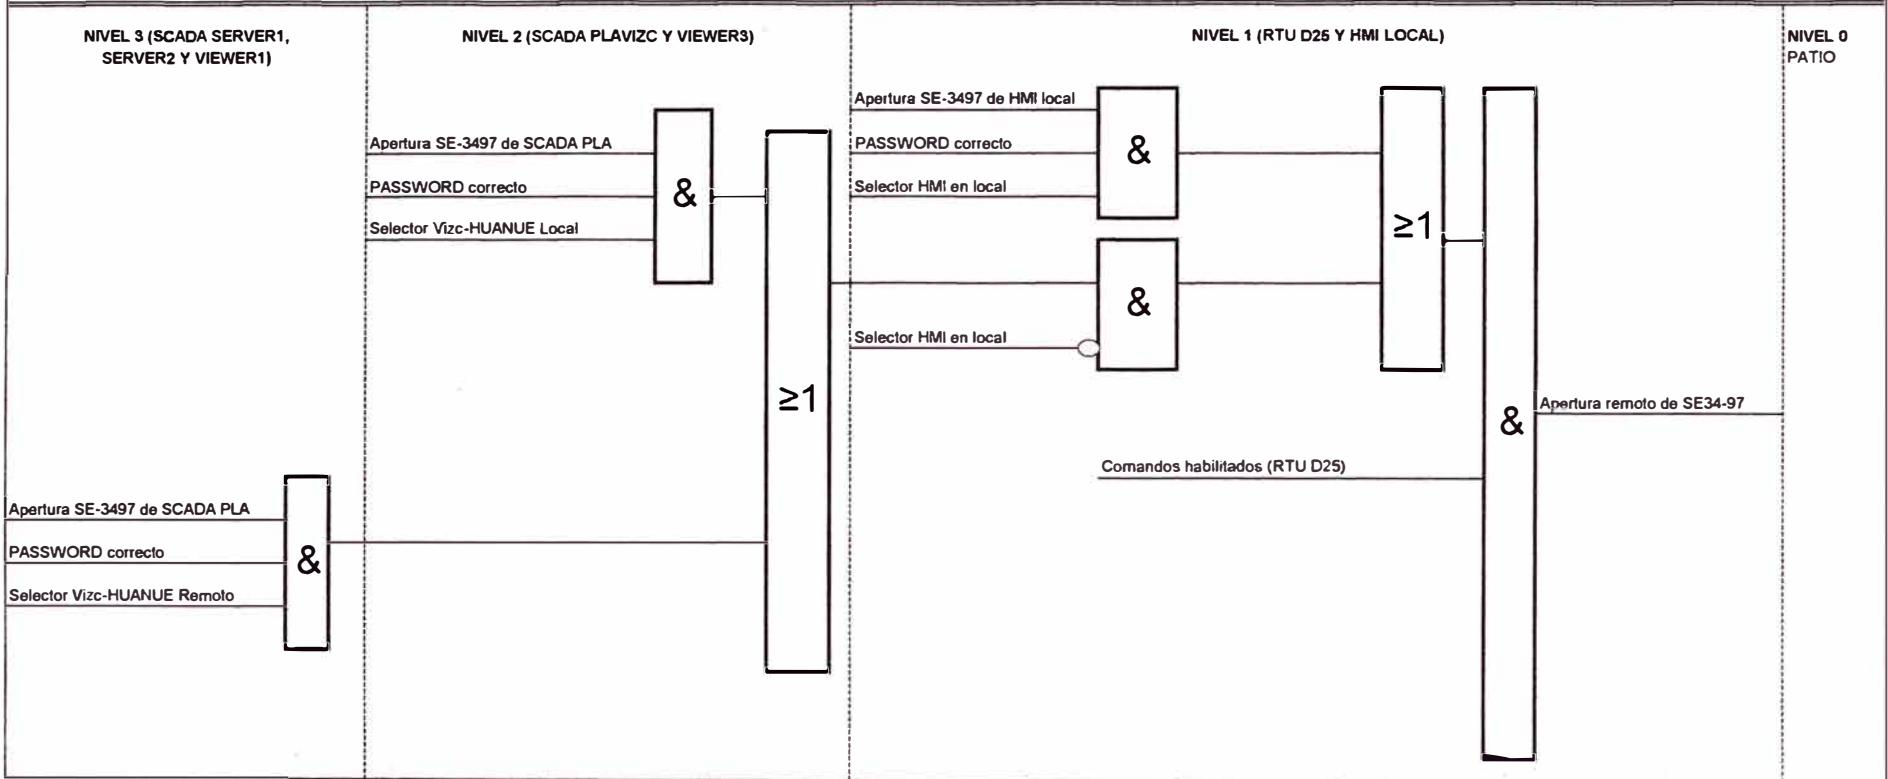 NIVEL 3 (SCADA SERVER1,
SERVER2 Y VIEWER1)
NIVEL 2 (SCADA PLAVIZC Y VIEWER3)
NIVEL 1 (RTU D25 Y HMI LOCAL)
NIVEL 0
PATIO
Apertura SE-3497 de SCADA PLA
PASSWORD correcto
Selector Vizc-HUANUE Remoto
&
Apertura SE-3497 de SCADA PLA
PASSWORD correcto
Selector Vizc-HUANUE Local
&
≥1
Apertura SE-3497 de HMI local
PASSWORD correcto
Selector HMI en local
&
Selector HMI en local
&
≥1
Comandos habilitados (RTU D25)
&
Apertura remoto de SE34-97